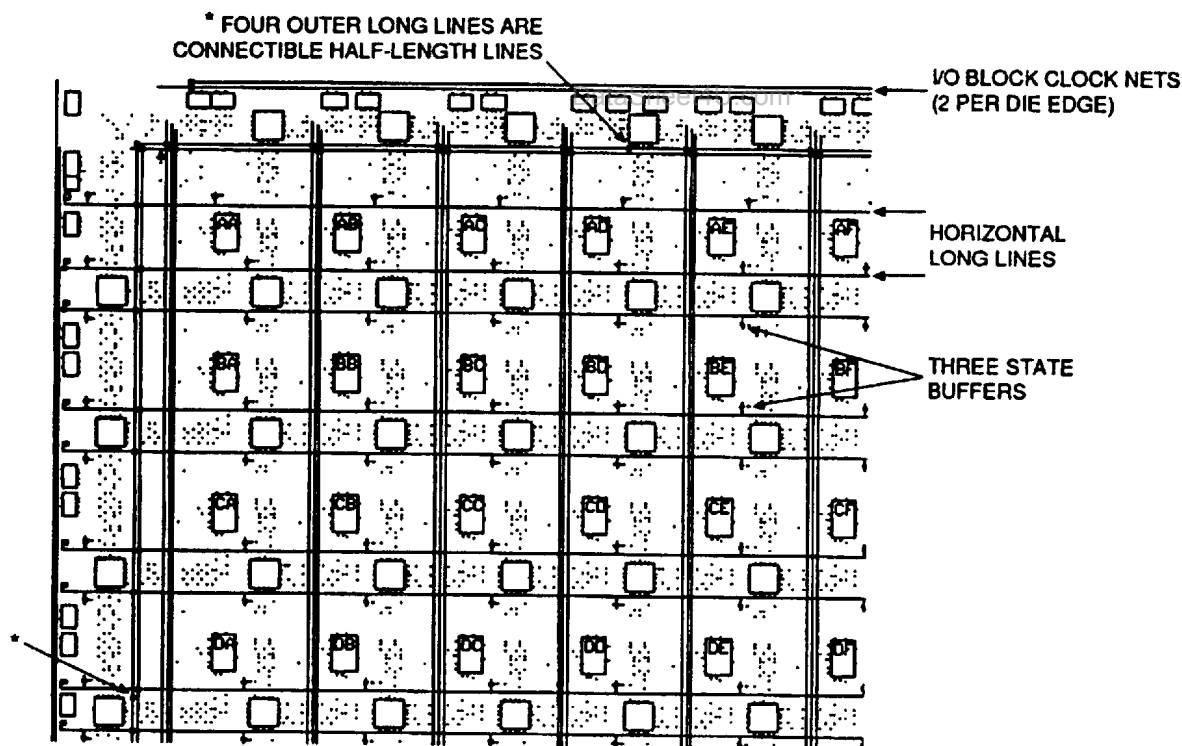 * FOUR OUTER LONG LINES ARE
CONNECTIBLE HALF-LENGTH LINES
I/O BLOCK CLOCK NETS
(2 PER DIE EDGE)
AA AB AC AD AE AF
HORIZONTAL
LONG LINES
BA BB BC BD BE BF
THREE STATE
BUFFERS
CA CB CC CD CE CF
*
DA DB DC DD DE DF